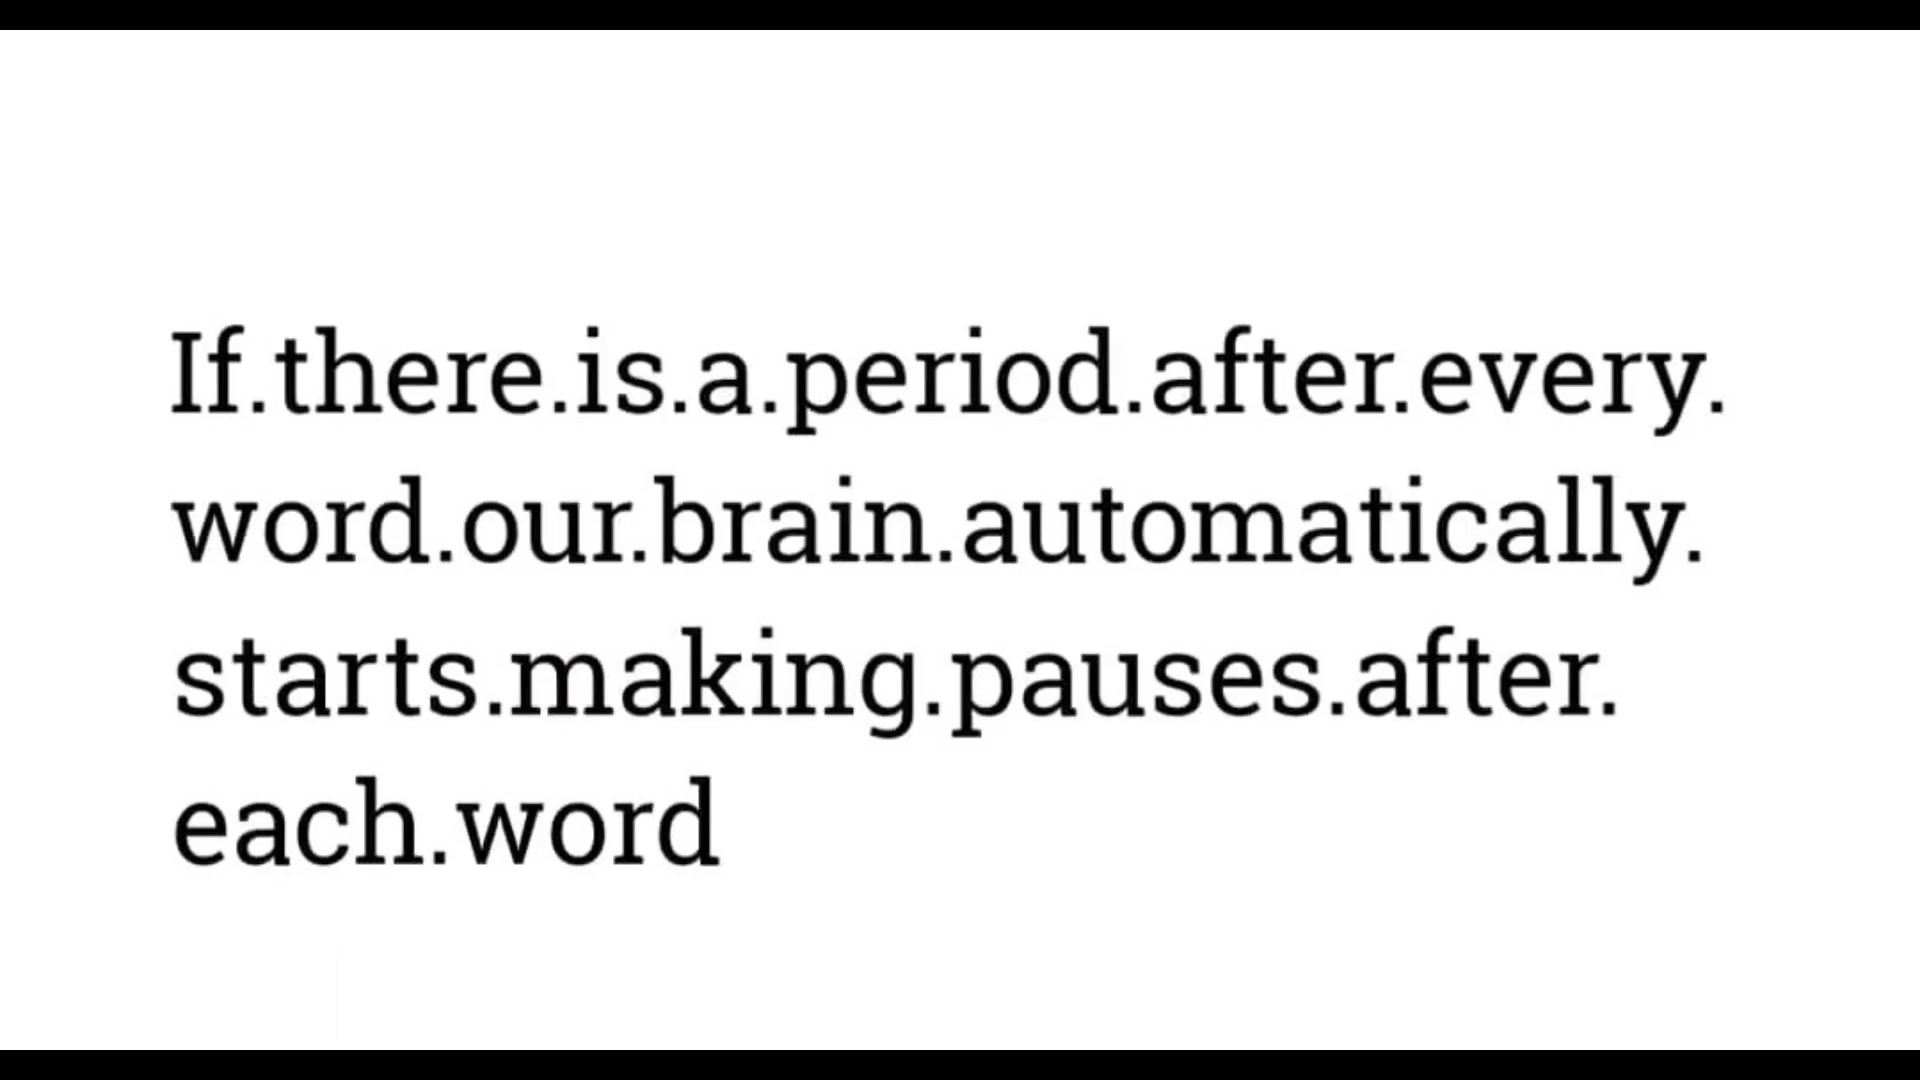 If.there.is.a.period.after.every.
word.our.brain.automatically.
starts.making.pauses.after.
each.word